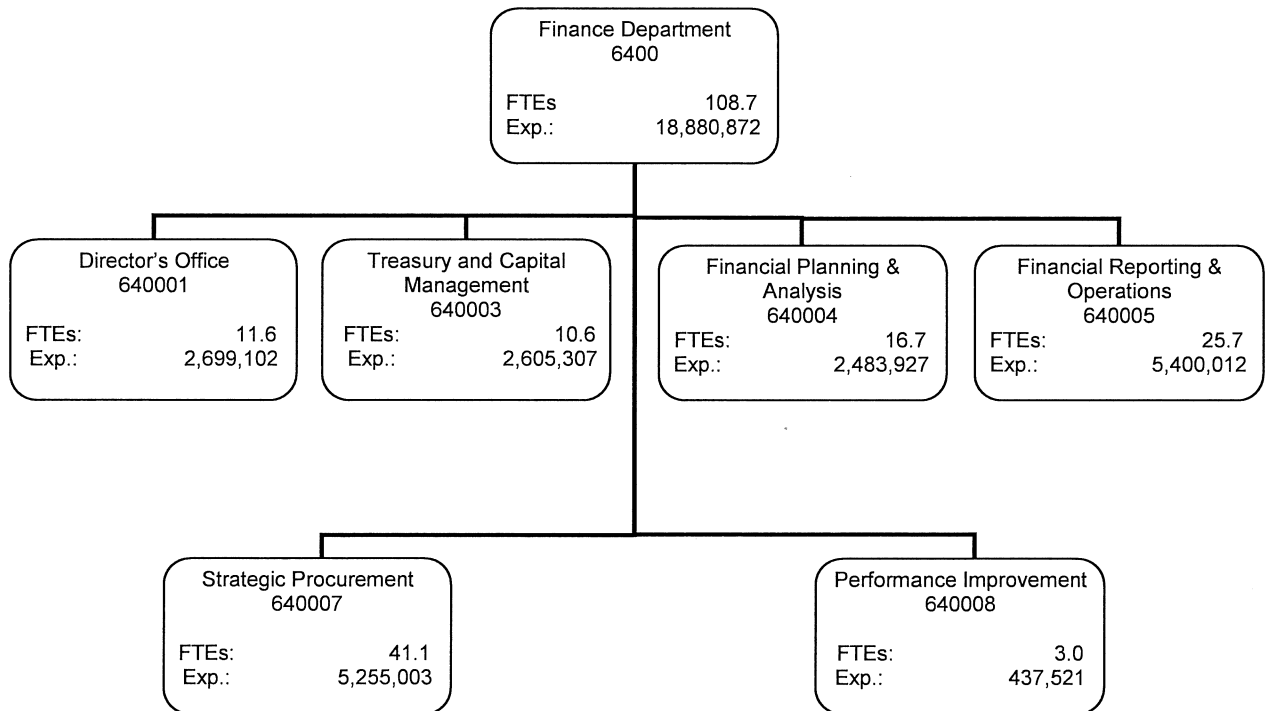 Finance Department
6400
FTEs 108.7
Exp.: 18,880,872
Director's Office
640001
FTEs: 11.6
Exp.: 2,699,102
Treasury and Capital
Management
640003
FTEs: 10.6
Exp.: 2,605,307
Financial Planning &
Analysis
640004
FTEs: 16.7
Exp.: 2,483,927
Financial Reporting &
Operations
640005
FTEs: 25.7
Exp.: 5,400,012
Strategic Procurement
640007
FTEs: 41.1
Exp.: 5,255,003
Performance Improvement
640008
FTEs: 3.0
Exp.: 437,521